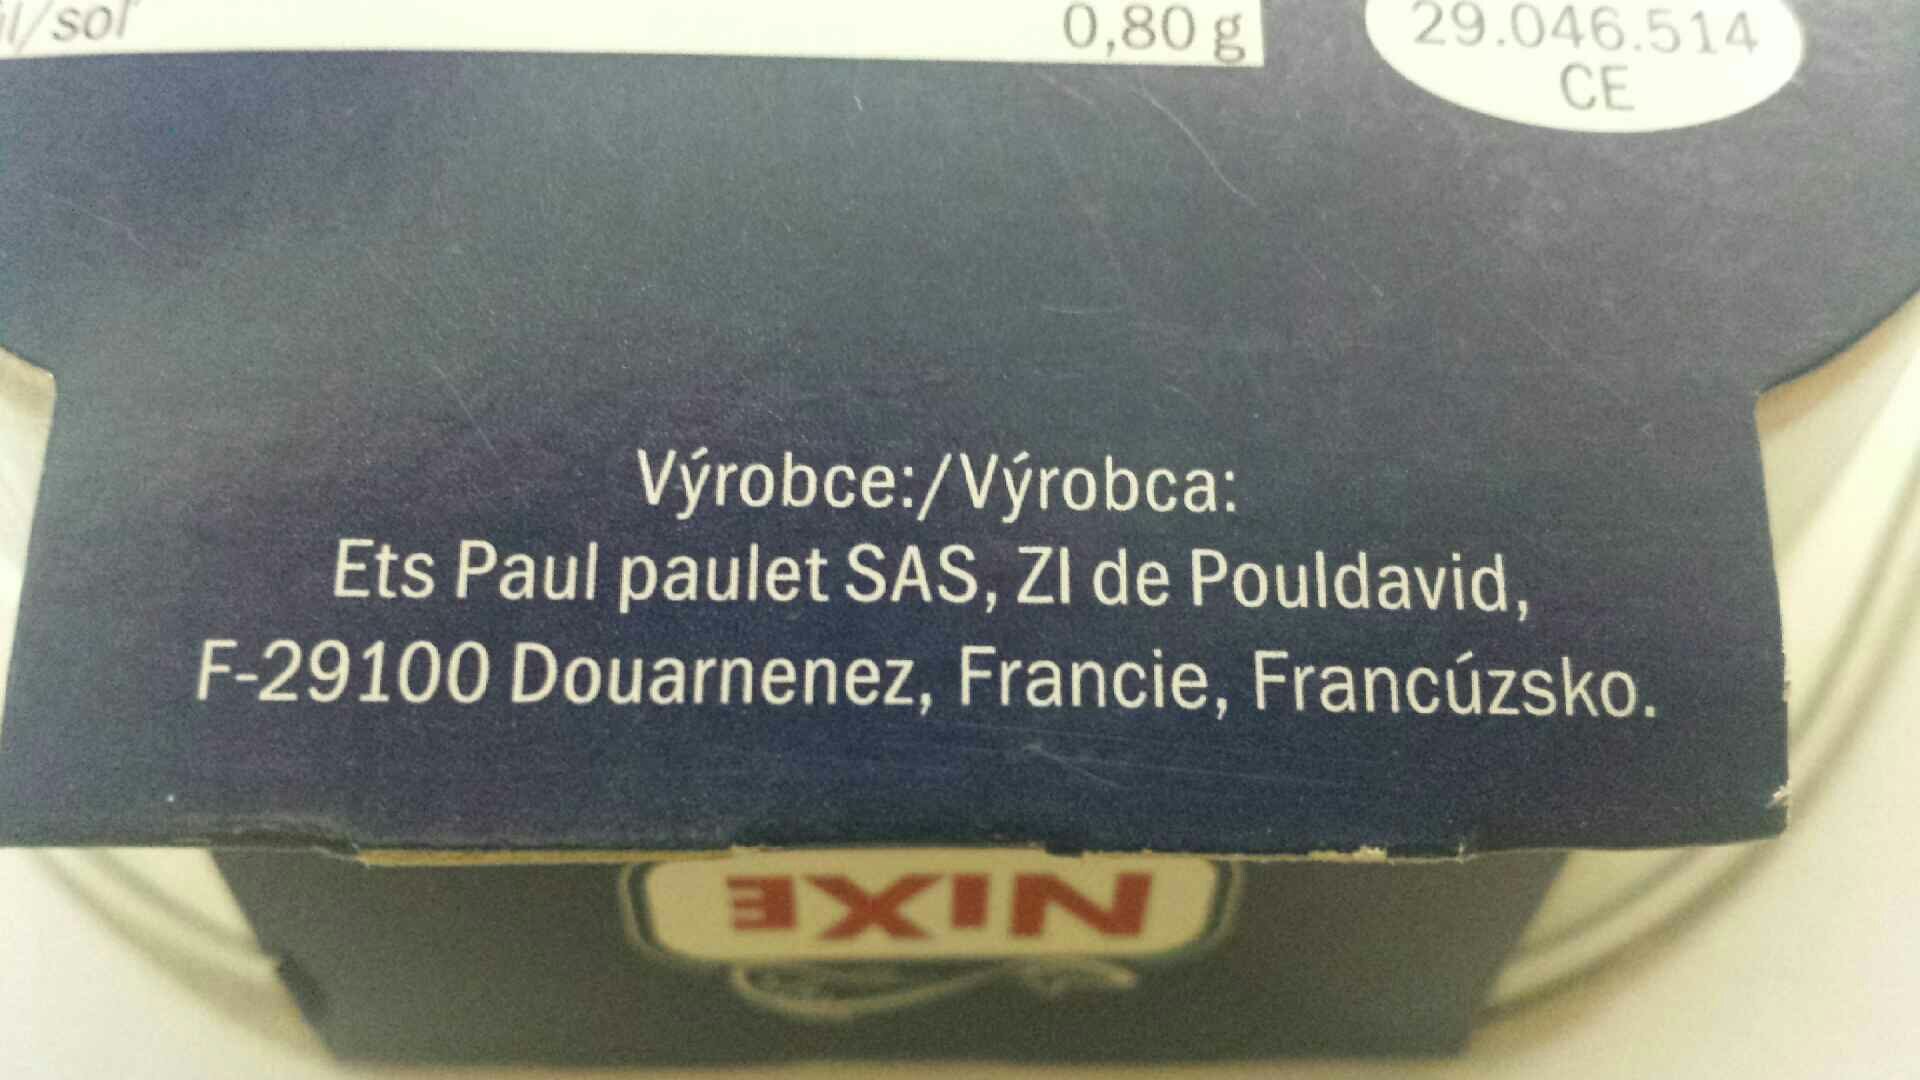 /soľ
0,80 g
29.046.514
CE
Výrobce:/Výrobca:
Ets Paul paulet SAS, ZI de Pouldavid,
F-29100 Douarnenez, Francie, Francúzsko.
NIXE